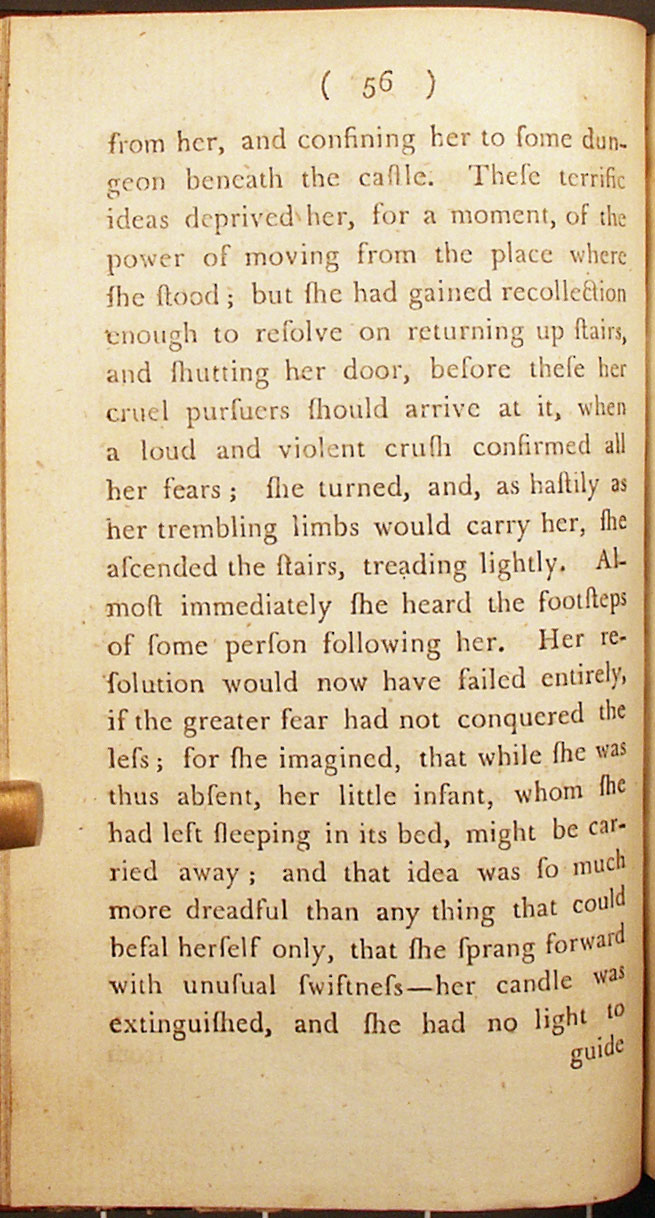 ( 56 )
from her, and confining her to ſome dun-
geon beneath the caſtle. Theſe terrific
ideas deprived her, for a moment, of the
power of moving from the place where
ſhe ſtood ; but ſhe had gained recollection
enough to reſolve on returning up ſtairs,
and ſhutting her door, before theſe her
cruel purſuers ſhould arrive at it, when
a loud and violent cruſh confirmed all
her fears ; ſhe turned, and, as haſtily as
her trembling limbs would carry her, ſhe
aſcended the ſtairs, treading lightly. Al-
moſt immediately ſhe heard the footſteps
of ſome perſon following her. Her re-
ſolution would now have failed entirely,
if the greater fear had not conquered the
leſs ; for ſhe imagined, that while ſhe was
thus abſent, her little infant, whom ſhe
had left ſleeping in its bed, might be car-
ried away ; and that idea was ſo much
more dreadful than any thing that could
befal herſelf only, that ſhe ſprang forward
with unuſual ſwiftneſs—her candle was
extinguiſhed, and ſhe had no light to
guide